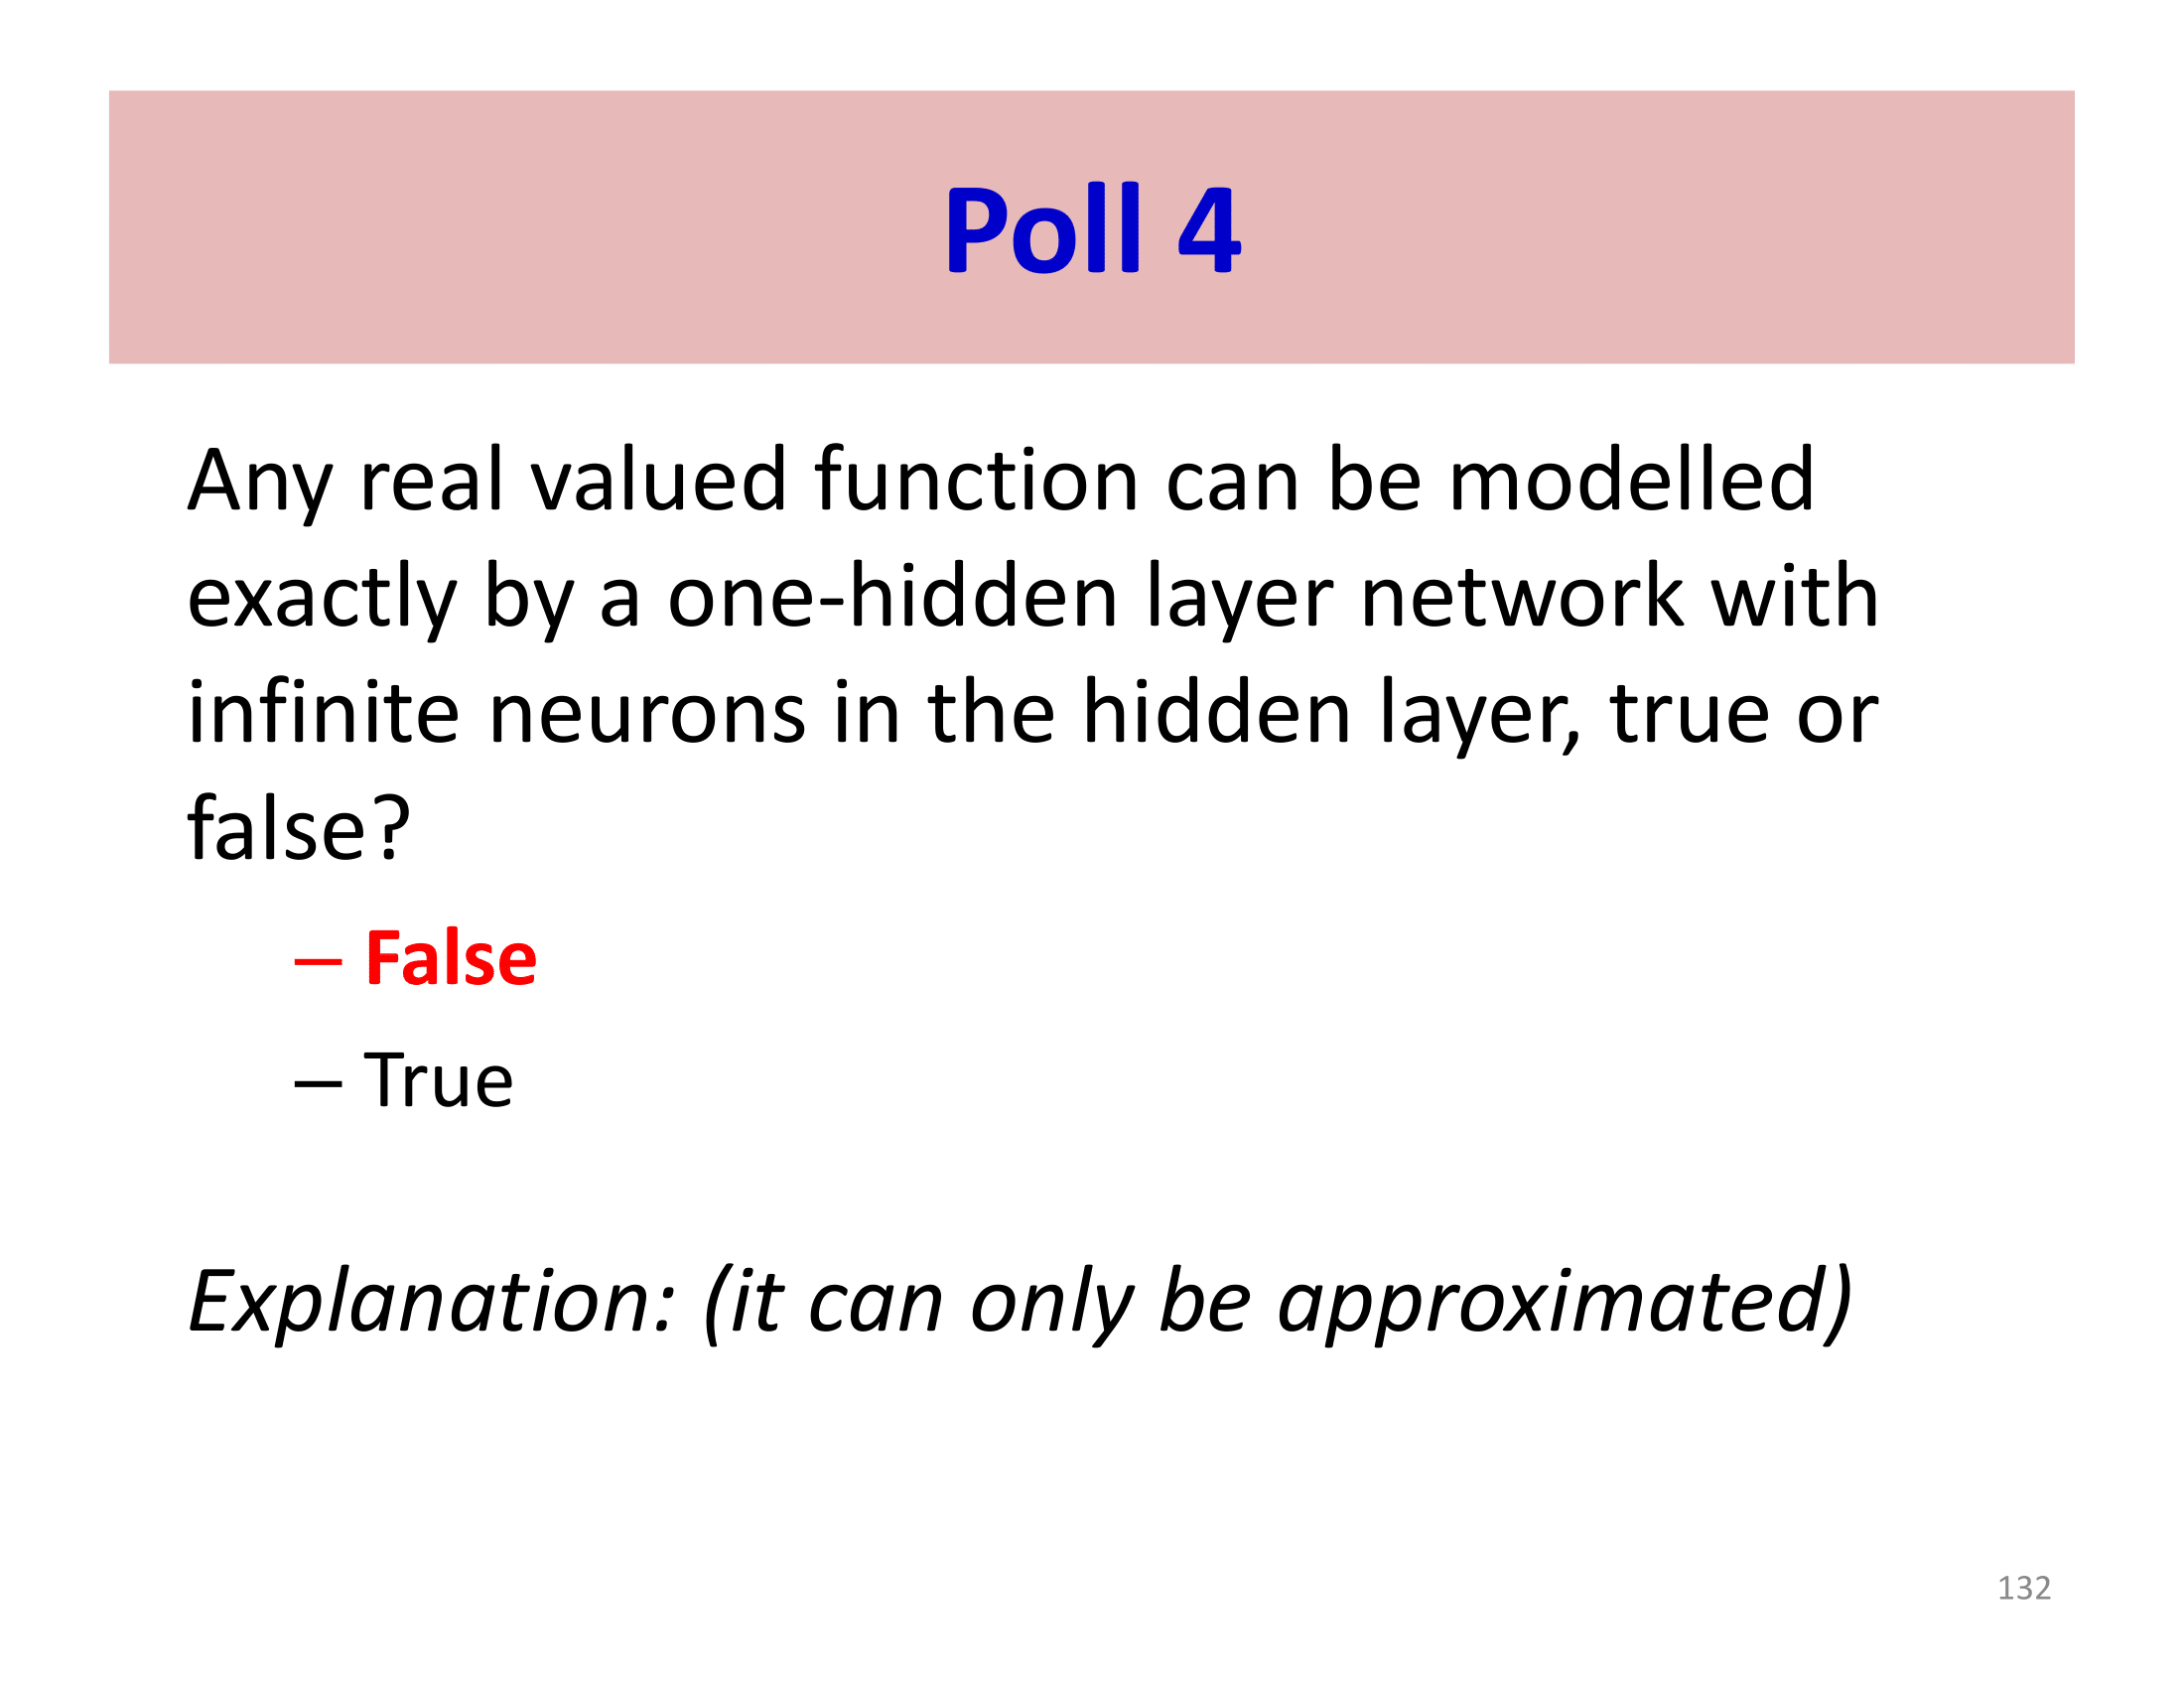 Poll 4
Any real valued function can be modelled
exactly by a one-hidden layer network with
infinite neurons in the hidden layer, true or
false?
– False
– True
Explanation: (it can only be approximated)
132